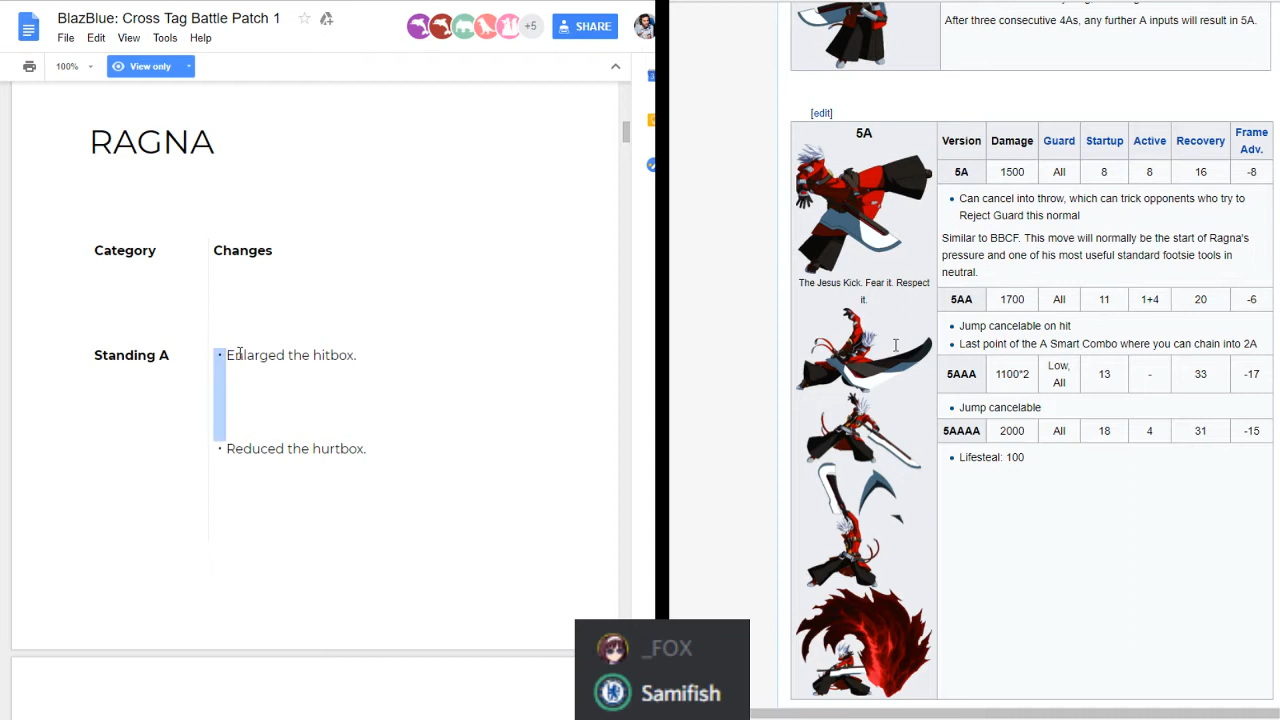 BlazBlue: Cross Tag Battle Patch 1
File Edit View Tools Help
+5
SHARE
100%
View only
RAGNA
Category Changes
Standing A
• Enlarged the hitbox.
• Reduced the hurtbox.
After three consecutive 4As, any further A inputs will result in 5A.
[edit]
5A
The Jesus Kick. Fear it. Respect
it.
Version Damage Guard Startup Active Recovery Frame
Adv.
5A 1500 All 8 8 16 -8
• Can cancel into throw, which can trick opponents who try to
Reject Guard this normal
Similar to BBCF. This move will normally be the start of Ragna's
pressure and one of his most useful standard footsie tools in
neutral.
5AA 1700 All 11 1+4 20 -6
• Jump cancelable on hit
• Last point of the A Smart Combo where you can chain into 2A
5AAA 1100*2 Low,
All 13 - 33 -17
• Jump cancelable
5AAAA 2000 All 18 4 31 -15
• Lifesteal: 100
_FOX
Samifish